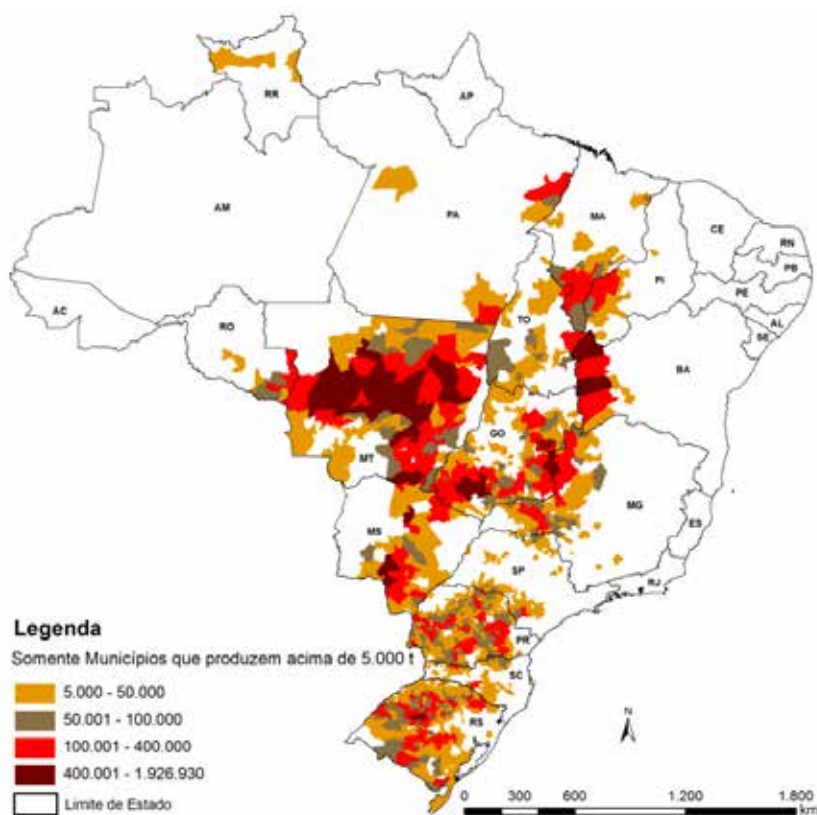 RR
AP
AM
PA
MA
CE
RN
PB
PE
AL
SE
PI
AC
RO
TO
BA
MT
GO
MG
ES
MS
SP
RJ
PR
SC
RS
Legenda
Somente Municípios que produzem acima de 5.000 t
5.000 - 50.000
50.001 - 100.000
100.001 - 400.000
400.001 - 1.926.930
Limite de Estado
N
0 300 600 1.200 1.800
km